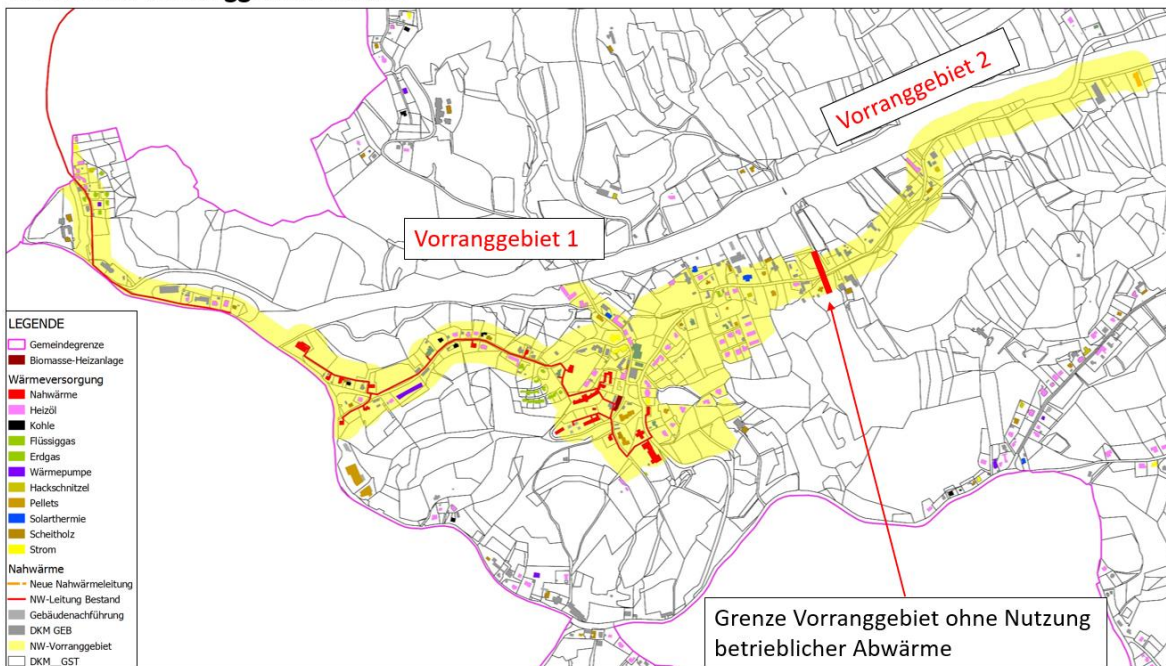 Vorranggebiet 2
Vorranggebiet 1
LEGENDE
Gemeindegrenze
Biomasse-Heizanlage
Wärmeversorgung
Nahwärme
Heizöl
Kohle
Flüssiggas
Erdgas
Wärmepumpe
Hackschnitzel
Pellets
Solarthermie
Scheitholz
Strom
Nahwärme
Neue Nahwärmeleitung
NW-Leitung Bestand
Gebäudenachführung
DKM GEB
NW-Vorranggebiet
DKM__GST
Grenze Vorranggebiet ohne Nutzung
betrieblicher Abwärme